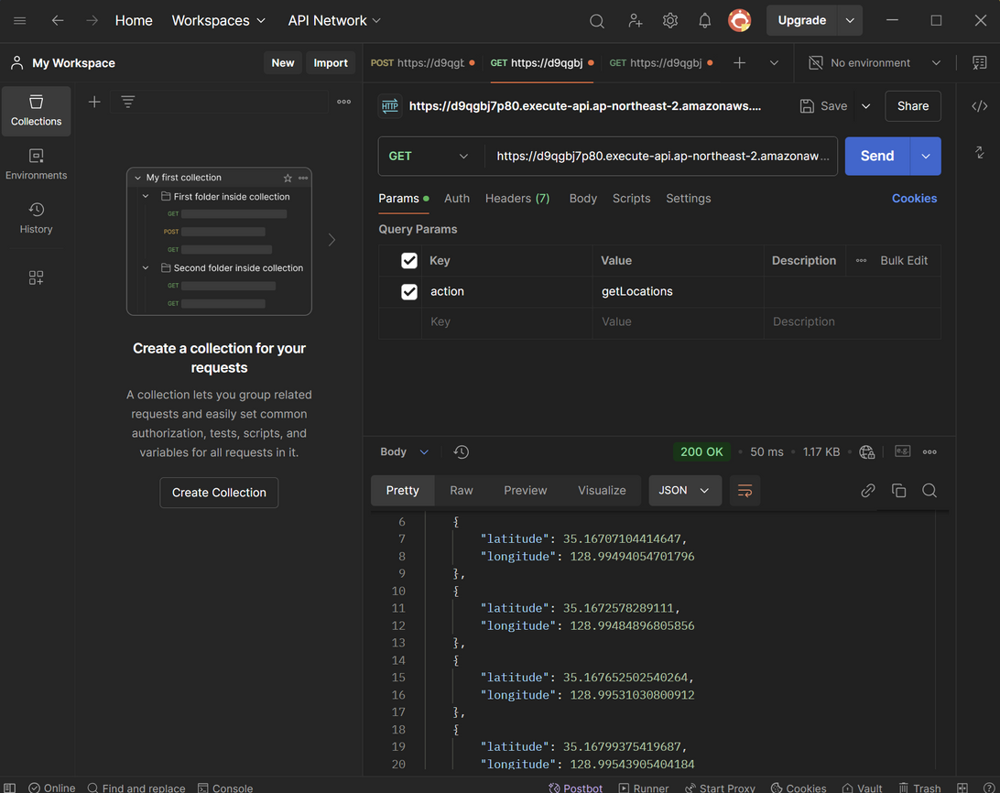 Home Workspaces API Network Upgrade
My Workspace New Import
POST https://d9qgb GET https://d9qgbj GET https://d9qgbj No environment
Collections
Environments
History
My first collection
First folder inside collection
GET
POST
GET
Second folder inside collection
GET
GET
Create a collection for your
requests
A collection lets you group related
requests and easily set common
authorization, tests, scripts, and
variables for all requests in it.
Create Collection
HTTP https://d9qgbj7p80.execute-api.ap-northeast-2.amazonaws.... Save Share
GET https://d9qgbj7p80.execute-api.ap-northeast-2.amazonaw... Send
Params Auth Headers (7) Body Scripts Settings Cookies
Query Params
Key Value Description Bulk Edit
action getLocations
Key Value Description
Body 200 OK 50 ms 1.17 KB e.g.
Pretty Raw Preview Visualize JSON
6 {
7 "latitude": 35.16707104414647,
8 "longitude": 128.99494054701796
9 },
10 {
11 "latitude": 35.1672578289111,
12 "longitude": 128.99484896805856
13 },
14 {
15 "latitude": 35.167652502540264,
16 "longitude": 128.99531030800912
17 },
18 {
19 "latitude": 35.16799375419687,
20 "longitude": 128.99543905404184
Online Find and replace Console Postbot Runner Start Proxy Cookies Vault Trash